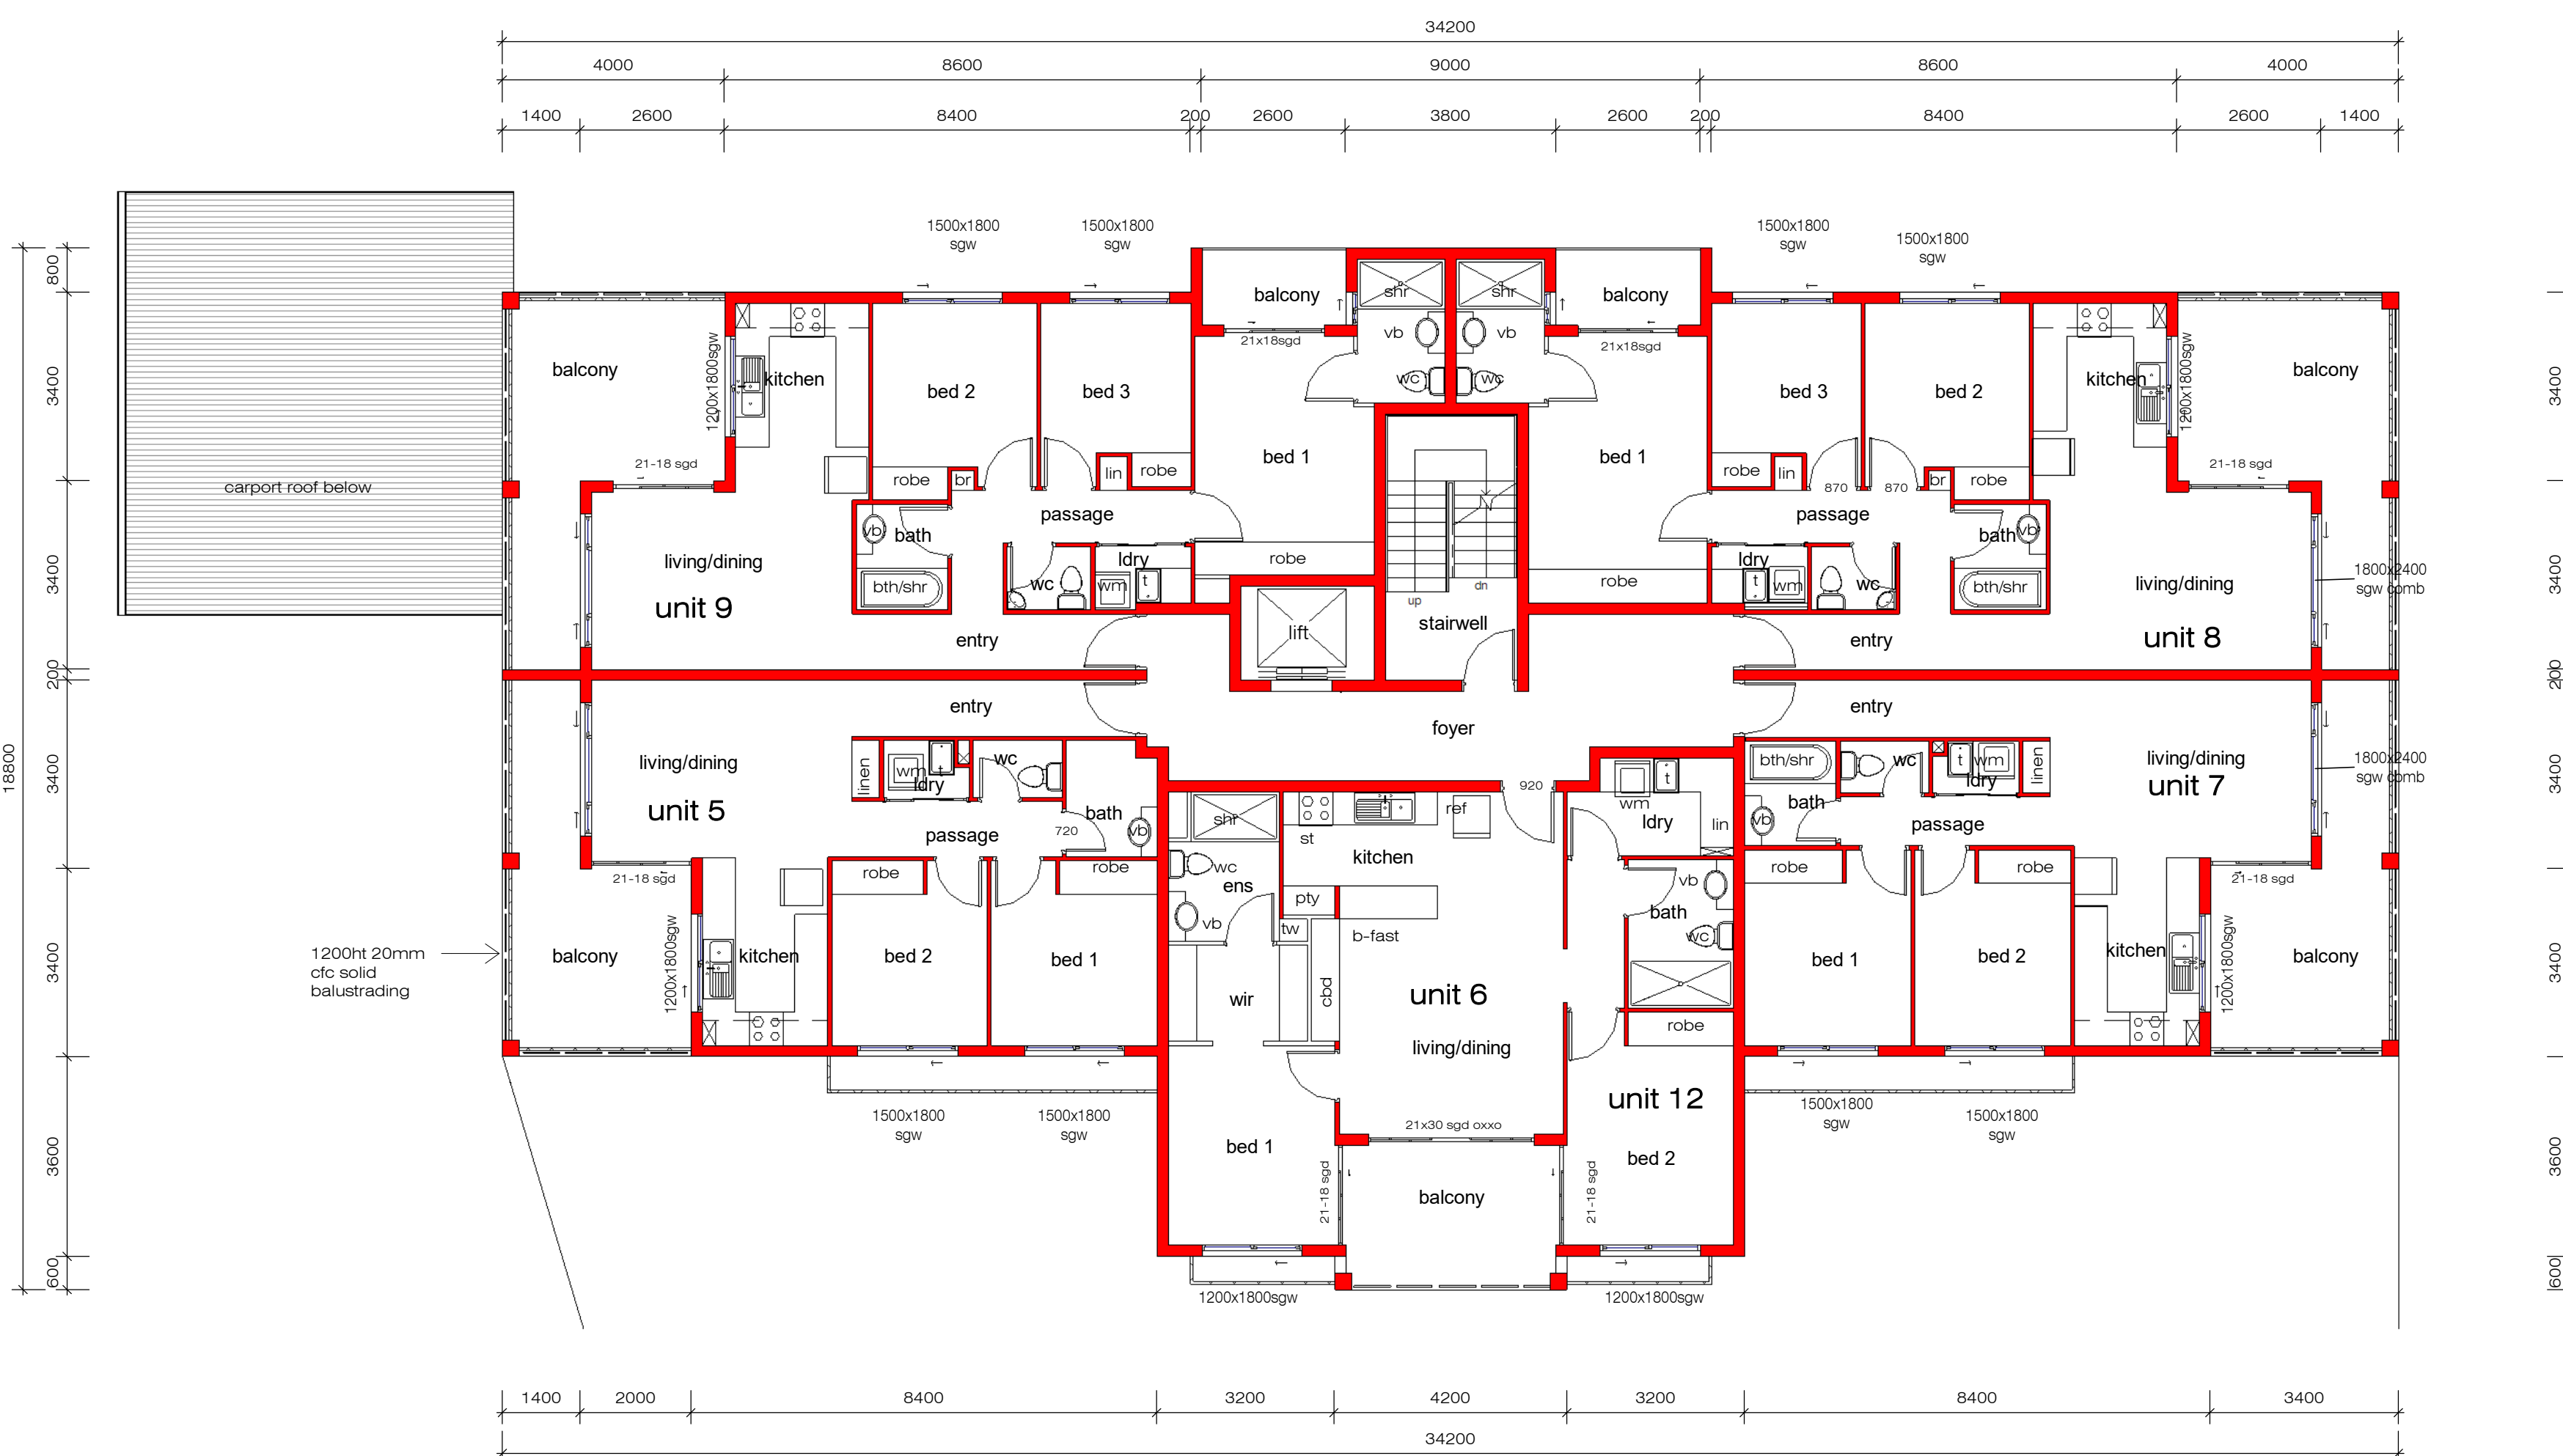 34200
4000 8600 9000 8600 4000
1400 2600 8400 200 2600 3800 2600 200 8400 2600 1400
1500x1800
sgw
1500x1800
sgw
1500x1800
sgw
1500x1800
sgw
800
3400
3400
200
3400
3400
3600
600
18800
carport roof below
balcony
1200x1800sgw
21-18 sgd
kitchen
bed 2
bed 3
robe
br
lin
robe
balcony
21x18sgd
shr
vb
wc
bed 1
robe
passage
vb
bath
bth/shr
wc
ldry
wm
t
living/dining
unit 9
entry
shr
vb
wc
balcony
21x18sgd
bed 1
robe
up
dn
stairwell
lift
bed 3
bed 2
robe
lin
870
870
br
robe
passage
ldry
t
wm
wc
bath
vb
bth/shr
kitchen
1200x1800sgw
balcony
21-18 sgd
living/dining
unit 8
entry
1800x2400
sgw comb
3400
3400
200
3400
3400
3600
600
entry
living/dining
unit 5
linen
wm
t
ldry
wc
bath
vb
720
passage
robe
robe
21-18 sgd
balcony
1200x1800sgw
kitchen
bed 2
bed 1
1200ht 20mm
cfc solid
balustrading
1500x1800
sgw
1500x1800
sgw
foyer
920
shr
wc
ens
vb
st
kitchen
ref
pty
tw
b-fast
cbd
wir
unit 6
living/dining
21x30 sgd oxxo
bed 1
21-18 sgd
balcony
21-18 sgd
wm
t
ldry
lin
vb
bath
wc
robe
unit 12
bed 2
1200x1800sgw
1200x1800sgw
entry
bth/shr
wc
t
wm
ldry
linen
living/dining
unit 7
1800x2400
sgw comb
bath
vb
passage
robe
robe
bed 1
bed 2
kitchen
1200x1800sgw
21-18 sgd
balcony
1500x1800
sgw
1500x1800
sgw
1400 2000 8400 3200 4200 3200 8400 3400
34200